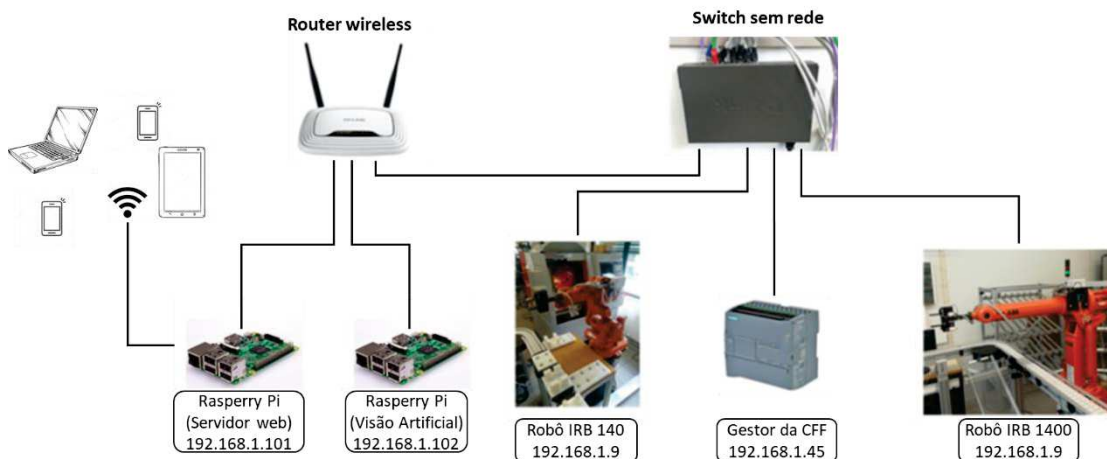 Router wireless
Switch sem rede
Rasperry Pi
(Servidor web)
192.168.1.101
Rasperry Pi
(Visão Artificial)
192.168.1.102
Robô IRB 140
192.168.1.9
Gestor da CFF
192.168.1.45
Robô IRB 1400
192.168.1.9